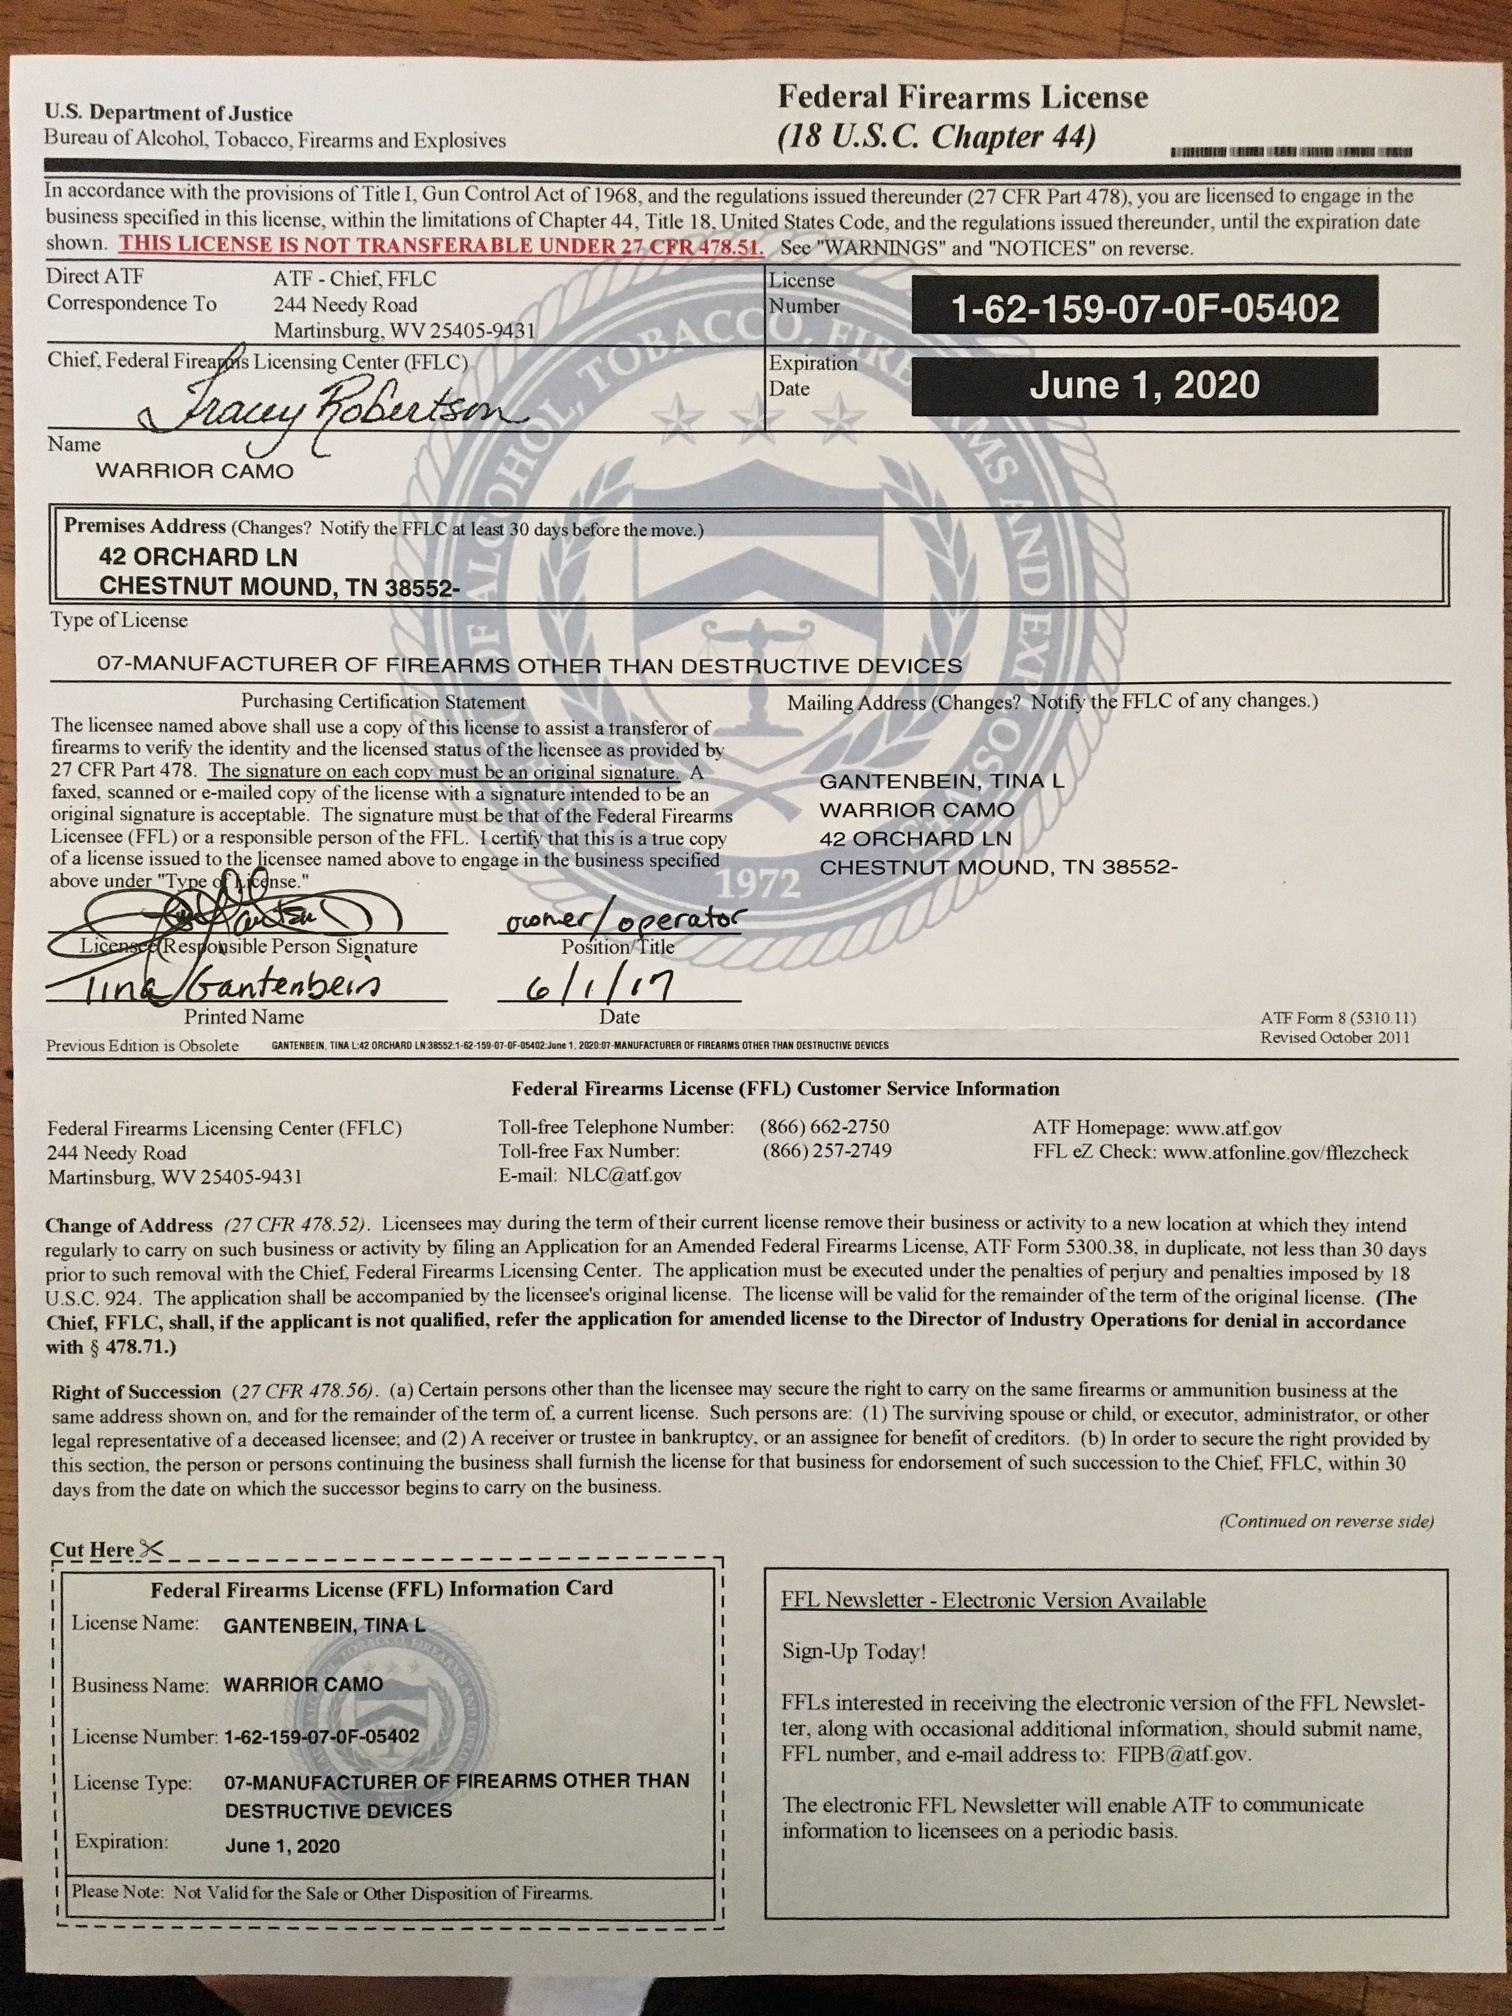 U.S. Department of Justice
Bureau of Alcohol, Tobacco, Firearms and Explosives
Federal Firearms License
(18 U.S.C. Chapter 44)
In accordance with the provisions of Title I, Gun Control Act of 1968, and the regulations issued thereunder (27 CFR Part 478), you are licensed to engage in the
business specified in this license, within the limitations of Chapter 44, Title 18, United States Code, and the regulations issued thereunder, until the expiration date
shown. THIS LICENSE IS NOT TRANSFERABLE UNDER 27 CFR 478.51. See "WARNINGS" and "NOTICES" on reverse.
Direct ATF
Correspondence To
ATF - Chief, FFLC
244 Needy Road
Martinsburg, WV 25405-9431
License
Number
1-62-159-07-0F-05402
Chief, Federal Firearms Licensing Center (FFLC)
Tracey Robertson
Expiration
Date
June 1, 2020
Name
WARRIOR CAMO
Premises Address (Changes? Notify the FFLC at least 30 days before the move.)
42 ORCHARD LN
CHESTNUT MOUND, TN 38552-
Type of License
07-MANUFACTURER OF FIREARMS OTHER THAN DESTRUCTIVE DEVICES
Purchasing Certification Statement
The licensee named above shall use a copy of this license to assist a transferor of
firearms to verify the identity and the licensed status of the licensee as provided by
27 CFR Part 478. The signature on each copy must be an original signature. A
faxed, scanned or e-mailed copy of the license with a signature intended to be an
original signature is acceptable. The signature must be that of the Federal Firearms
Licensee (FFL) or a responsible person of the FFL. I certify that this is a true copy
of a license issued to the licensee named above to engage in the business specified
above under "Type of License."
Mailing Address (Changes? Notify the FFLC of any changes.)
GANTENBEIN, TINA L
WARRIOR CAMO
42 ORCHARD LN
CHESTNUT MOUND, TN 38552-
1972
owner/operator
Licensee/Responsible Person Signature
Position/Title
Tina Gantenbein
6/1/17
Printed Name
Date
ATF Form 8 (5310.11)
Revised October 2011
Previous Edition is Obsolete
GANTENBEIN, TINA L:42 ORCHARD LN:38552:1-62-159-07-0F-05402:June 1, 2020:07-MANUFACTURER OF FIREARMS OTHER THAN DESTRUCTIVE DEVICES
Federal Firearms License (FFL) Customer Service Information
Federal Firearms Licensing Center (FFLC)
244 Needy Road
Martinsburg, WV 25405-9431
Toll-free Telephone Number: (866) 662-2750
Toll-free Fax Number: (866) 257-2749
E-mail: NLC@atf.gov
ATF Homepage: www.atf.gov
FFL eZ Check: www.atfonline.gov/fflezcheck
Change of Address (27 CFR 478.52). Licensees may during the term of their current license remove their business or activity to a new location at which they intend
regularly to carry on such business or activity by filing an Application for an Amended Federal Firearms License, ATF Form 5300.38, in duplicate, not less than 30 days
prior to such removal with the Chief, Federal Firearms Licensing Center. The application must be executed under the penalties of perjury and penalties imposed by 18
U.S.C. 924. The application shall be accompanied by the licensee's original license. The license will be valid for the remainder of the term of the original license. (The
Chief, FFLC, shall, if the applicant is not qualified, refer the application for amended license to the Director of Industry Operations for denial in accordance
with § 478.71.)
Right of Succession (27 CFR 478.56). (a) Certain persons other than the licensee may secure the right to carry on the same firearms or ammunition business at the
same address shown on, and for the remainder of the term of, a current license. Such persons are: (1) The surviving spouse or child, or executor, administrator, or other
legal representative of a deceased licensee; and (2) A receiver or trustee in bankruptcy, or an assignee for benefit of creditors. (b) In order to secure the right provided by
this section, the person or persons continuing the business shall furnish the license for that business for endorsement of such succession to the Chief, FFLC, within 30
days from the date on which the successor begins to carry on the business.
(Continued on reverse side)
Cut Here
Federal Firearms License (FFL) Information Card
License Name: GANTENBEIN, TINA L
Business Name: WARRIOR CAMO
License Number: 1-62-159-07-0F-05402
License Type: 07-MANUFACTURER OF FIREARMS OTHER THAN
DESTRUCTIVE DEVICES
Expiration: June 1, 2020
Please Note: Not Valid for the Sale or Other Disposition of Firearms.
FFL Newsletter - Electronic Version Available
Sign-Up Today!
FFLs interested in receiving the electronic version of the FFL Newslet-
ter, along with occasional additional information, should submit name,
FFL number, and e-mail address to: FIPB@atf.gov.
The electronic FFL Newsletter will enable ATF to communicate
information to licensees on a periodic basis.